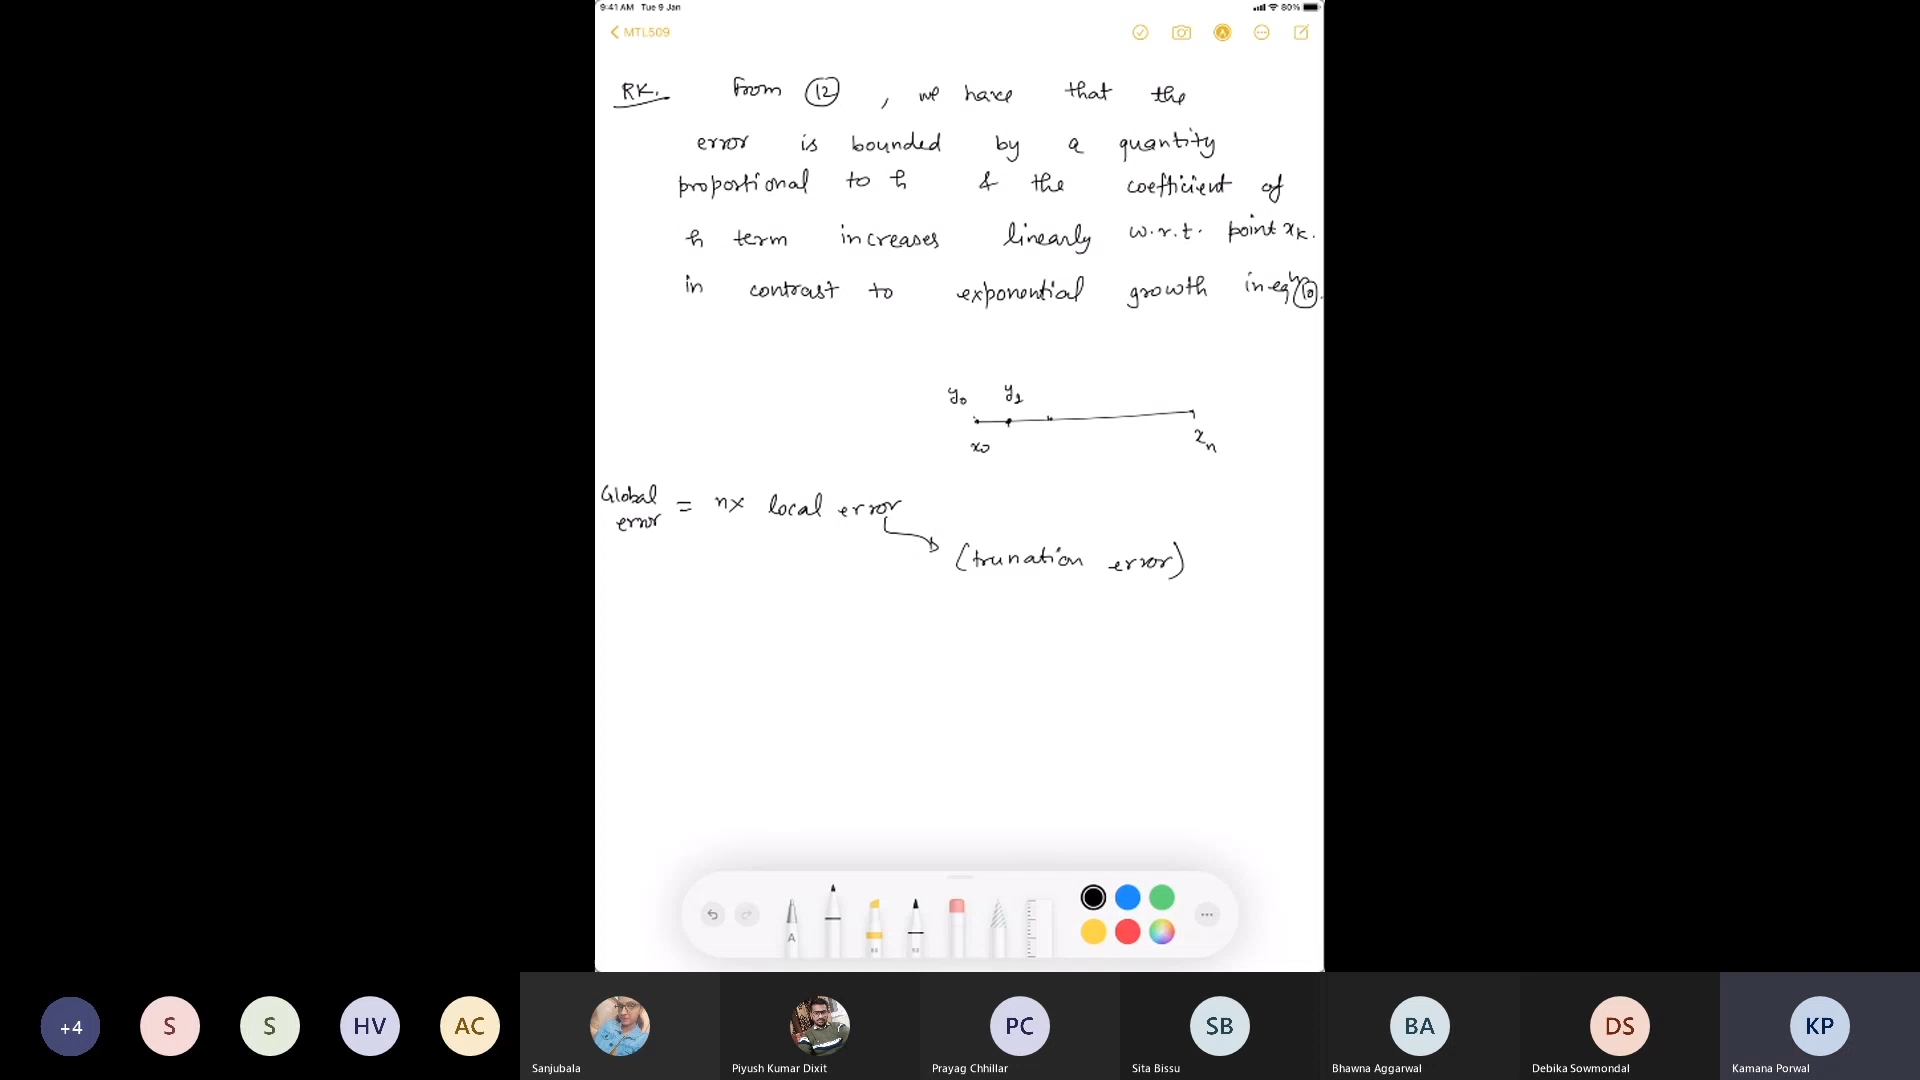 9:41 AM Tue 9 Jan
80%
MTL509
RK. From 12, we have that the
error is bounded by a quantity
proportional to h & the coefficient of
h term increases linearly w.r.t. point xk.
in contrast to exponential growth in eqn 10.
y0 y1
x0 xn
Global error = n× local error
(trunation error)
A
+4
S
S
HV
AC
PC
SB
BA
DS
KP
Sanjubala
Piyush Kumar Dixit
Prayag Chhillar
Sita Bissu
Bhawna Aggarwal
Debika Sowmondal
Kamana Porwal